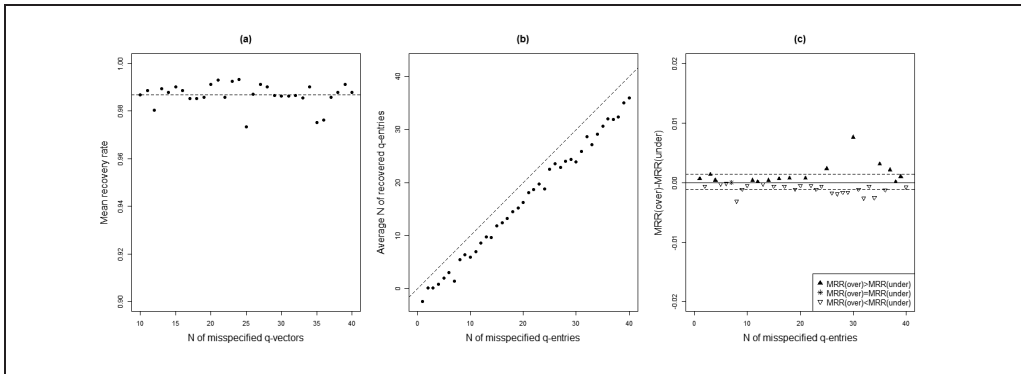 (a)
1.00
0.98
0.96
0.94
0.92
0.90
Mean recovery rate
10 15 20 25 30 35 40
N of misspecified q-vectors
(b)
40
30
20
10
0
Average N of recovered q-entries
0 10 20 30 40
N of misspecified q-entries
(c)
0.02
0.01
0.00
-0.01
-0.02
MRR(over)-MRR(under)
MRR(over)>MRR(under)
MRR(over)=MRR(under)
MRR(over)<MRR(under)
0 10 20 30 40
N of misspecified q-entries